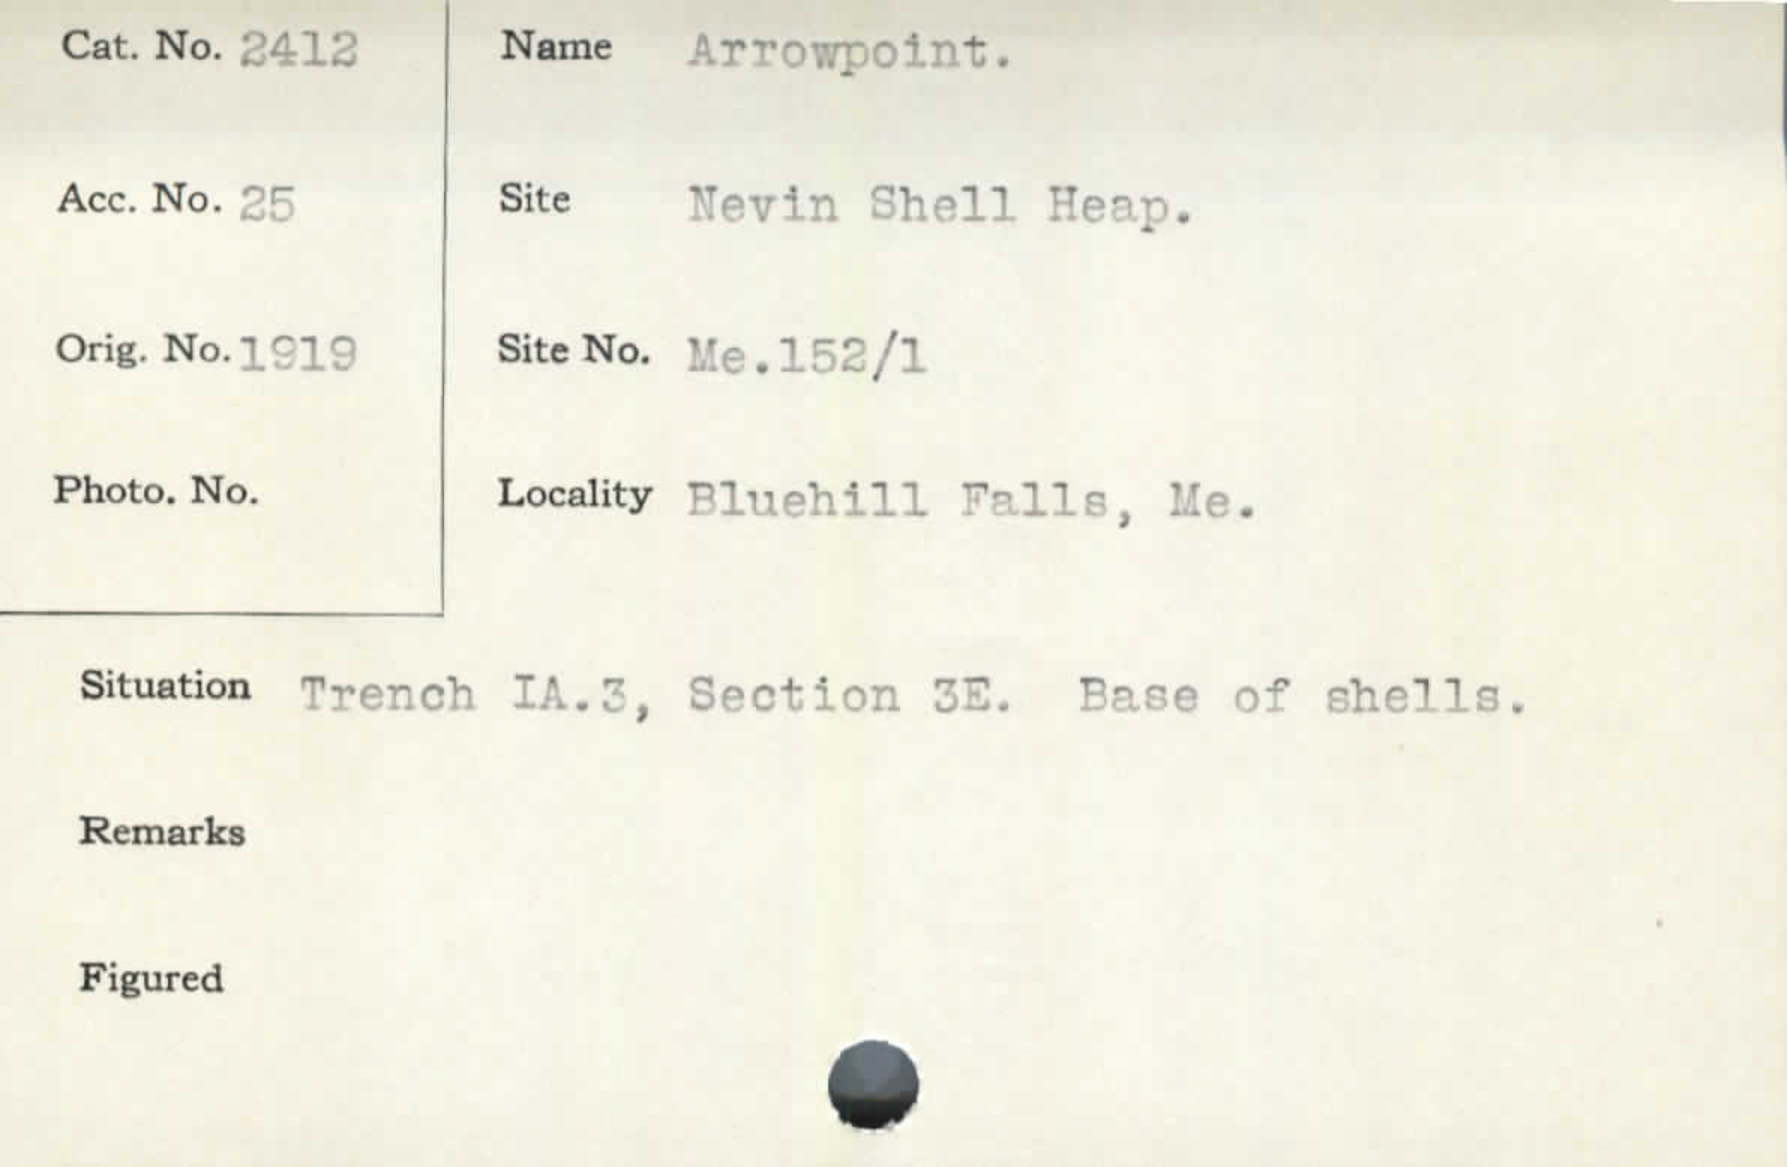 Cat. No. 2412
Name Arrowpoint.
Acc. No. 25
Site Nevin Shell Heap.
Orig. No. 1919
Site No. Me.152/1
Photo. No.
Locality Bluehill Falls, Me.
Situation Trench IA.3, Section 3E. Base of shells.
Remarks
Figured